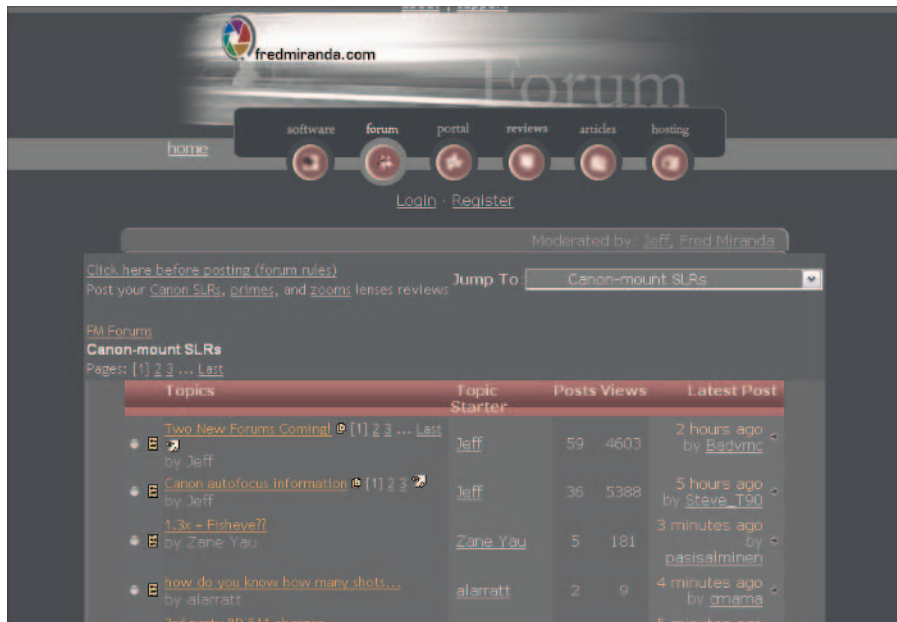 about | support
fredmiranda.com
Forum
software forum portal reviews articles hosting
home
Login · Register
Moderated by: Jeff, Fred Miranda
Click here before posting (forum rules)
Post your Canon SLRs, primes, and zooms lenses reviews
Jump To: Canon-mount SLRs
FM Forums
Canon-mount SLRs
Pages: [1] 2 3 ... Last
Topics Topic Starter Posts Views Latest Post
Two New Forums Coming! [1] 2 3 ... Last
by Jeff
Jeff 59 4603 2 hours ago
by Badvmc
Canon autofocus information [1] 2 3
by Jeff
Jeff 36 5388 5 hours ago
by Steve_T90
1.3x + Fisheye??
by Zane Yau
Zane Yau 5 181 3 minutes ago
by
pasisalminen
how do you know how many shots...
by alarratt
alarratt 2 9 4 minutes ago
by gmama
5 minutes ago